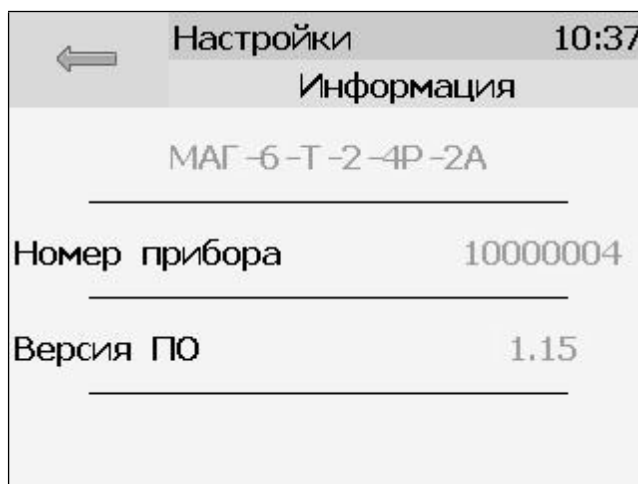 Настройки 10:37
Информация
МАГ-6-Т-2-4Р-2А
Номер прибора 10000004
Версия ПО 1.15